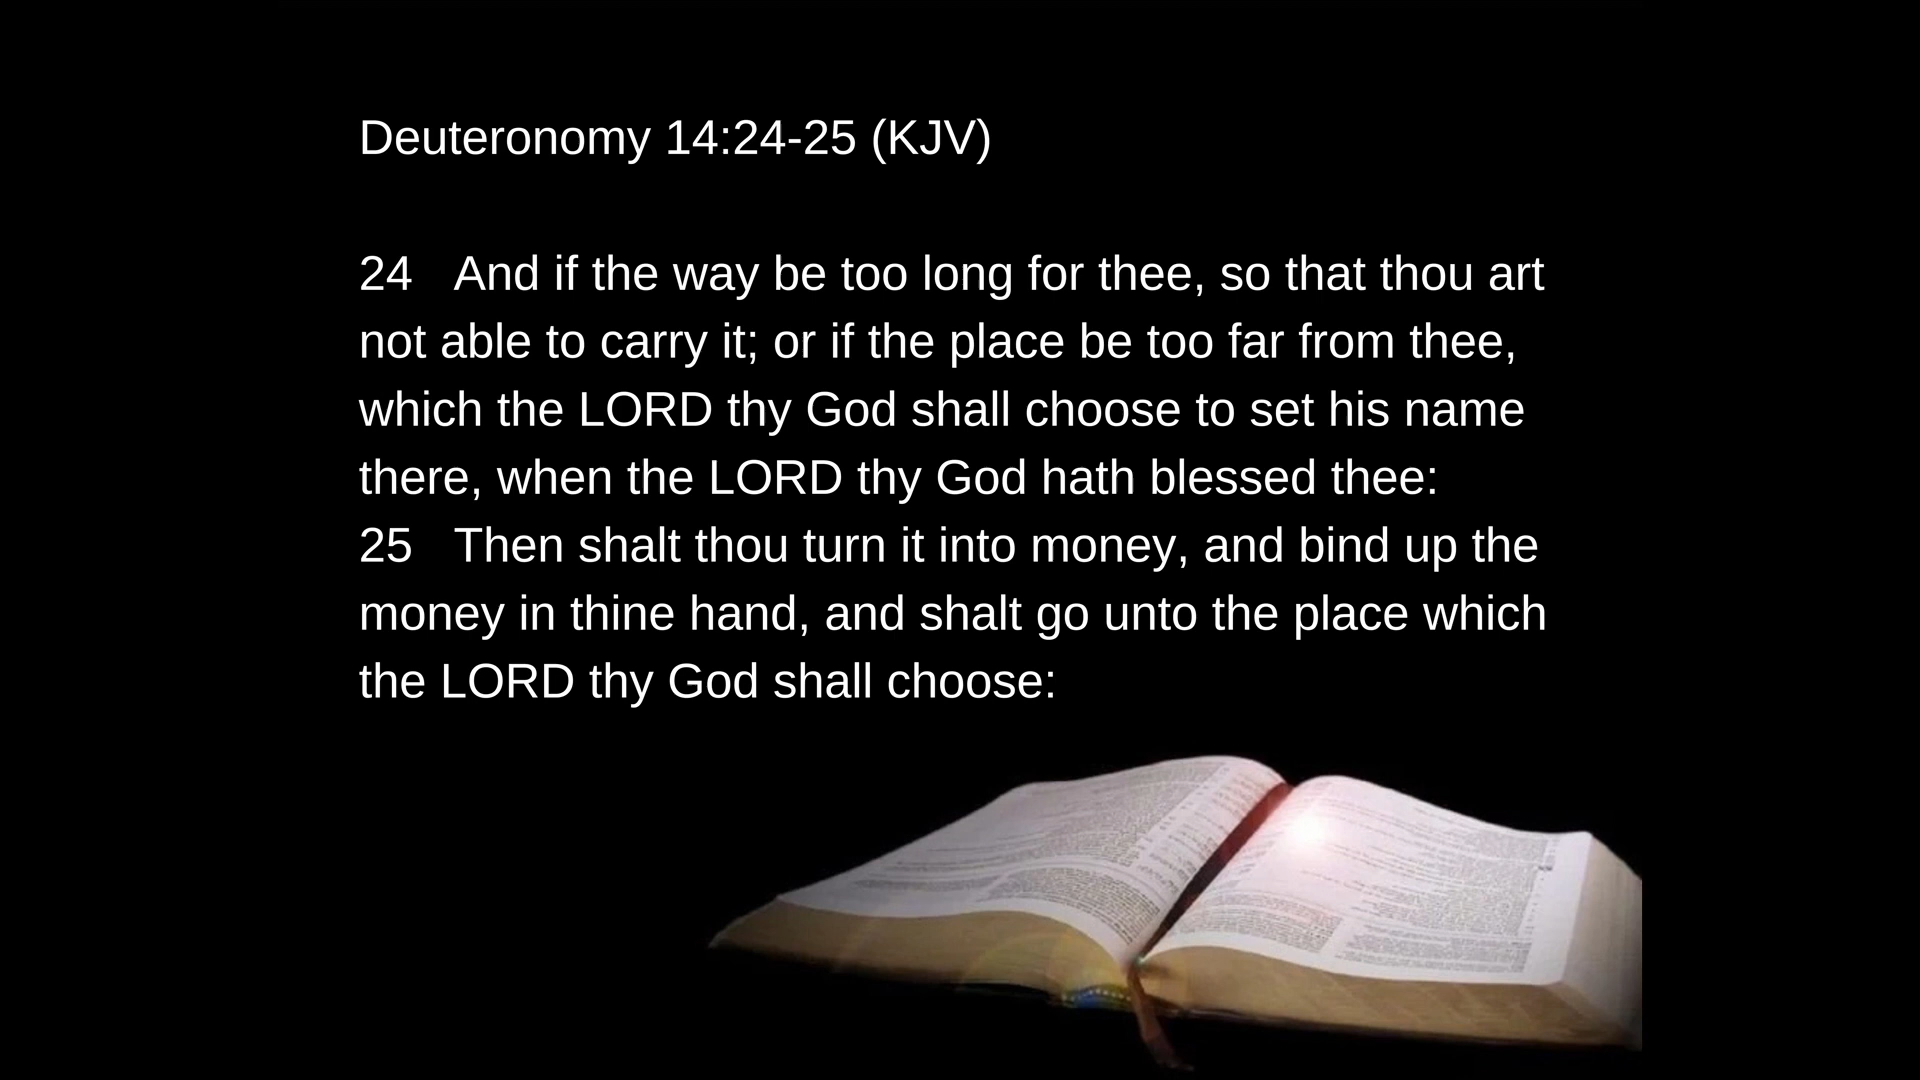 Deuteronomy 14:24-25 (KJV)
24 And if the way be too long for thee, so that thou art
not able to carry it; or if the place be too far from thee,
which the LORD thy God shall choose to set his name
there, when the LORD thy God hath blessed thee:
25 Then shalt thou turn it into money, and bind up the
money in thine hand, and shalt go unto the place which
the LORD thy God shall choose: